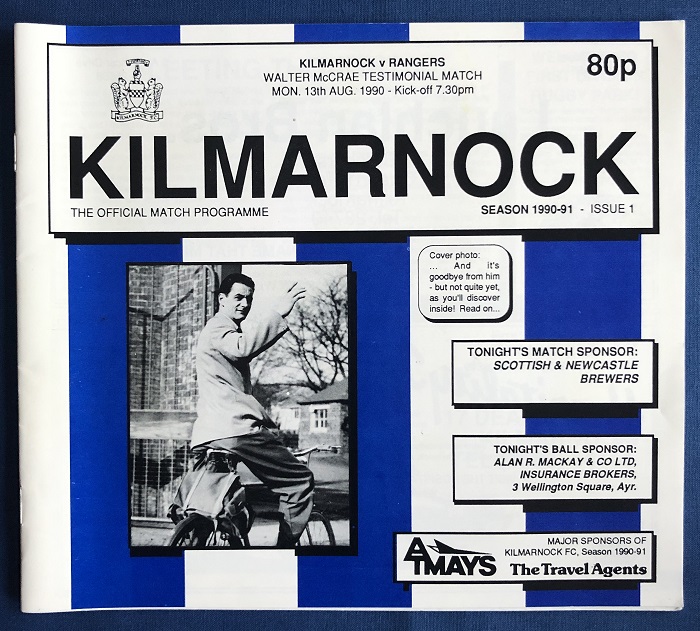 KILMARNOCK v RANGERS
WALTER McCRAE TESTIMONIAL MATCH
MON. 13th AUG. 1990 - Kick-off 7.30pm
80p
KILMARNOCK F.C.
KILMARNOCK
THE OFFICIAL MATCH PROGRAMME
SEASON 1990-91 - ISSUE 1
Cover photo:
... And it's
goodbye from him
- but not quite yet,
as you'll discover
inside! Read on...
TONIGHT'S MATCH SPONSOR:
SCOTTISH & NEWCASTLE
BREWERS
TONIGHT'S BALL SPONSOR:
ALAN R. MACKAY & CO LTD,
INSURANCE BROKERS,
3 Wellington Square, Ayr.
ATMAYS
MAJOR SPONSORS OF
KILMARNOCK FC, Season 1990-91
The Travel Agents